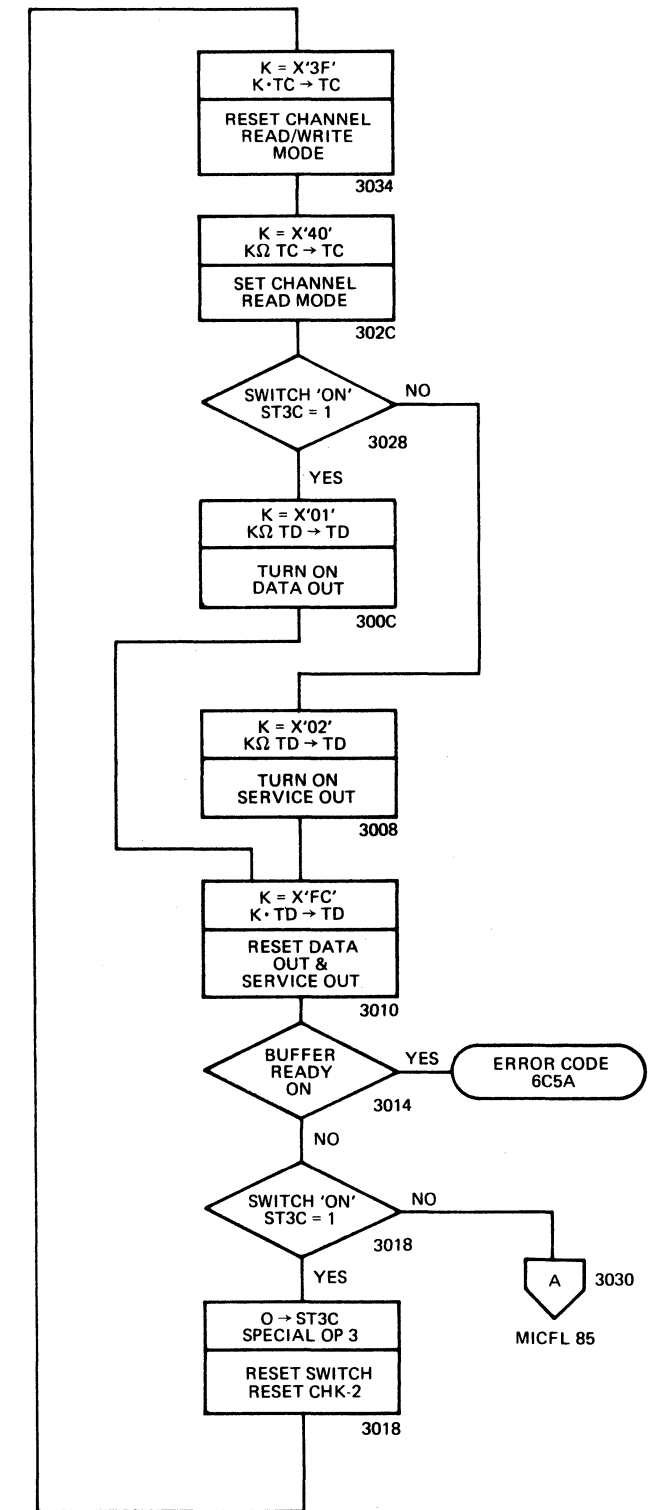 K = X'3F'
K·TC → TC
RESET CHANNEL
READ/WRITE
MODE
3034
K = X'40'
KΩ TC → TC
SET CHANNEL
READ MODE
302C
SWITCH 'ON'
ST3C = 1
NO
3028
YES
K = X'01'
KΩ TD → TD
TURN ON
DATA OUT
300C
K = X'02'
KΩ TD → TD
TURN ON
SERVICE OUT
3008
K = X'FC'
K·TD → TD
RESET DATA
OUT &
SERVICE OUT
3010
BUFFER
READY
ON
YES
3014
ERROR CODE
6C5A
NO
SWITCH 'ON'
ST3C = 1
NO
3018
A
3030
MICFL 85
YES
O → ST3C
SPECIAL OP 3
RESET SWITCH
RESET CHK-2
3018